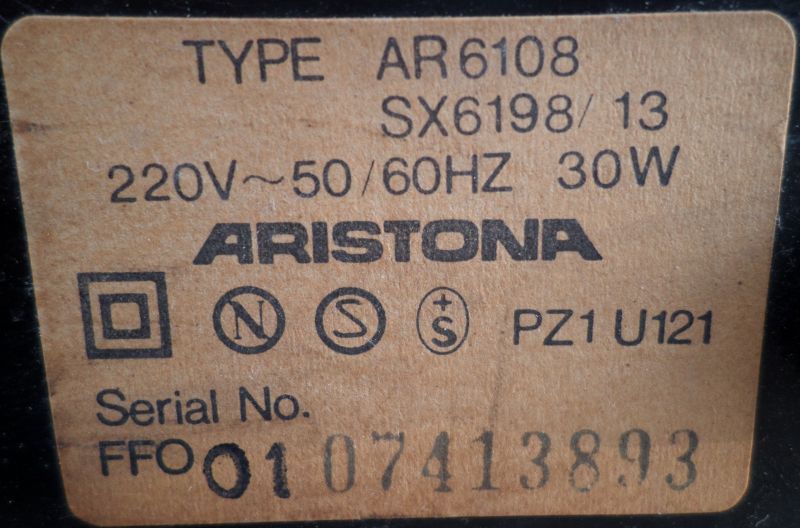 TYPE AR6108
SX6198/13
220V~50/60HZ 30W
ARISTONA
N S +S PZ1 U121
Serial No.
FFO 01 07413893